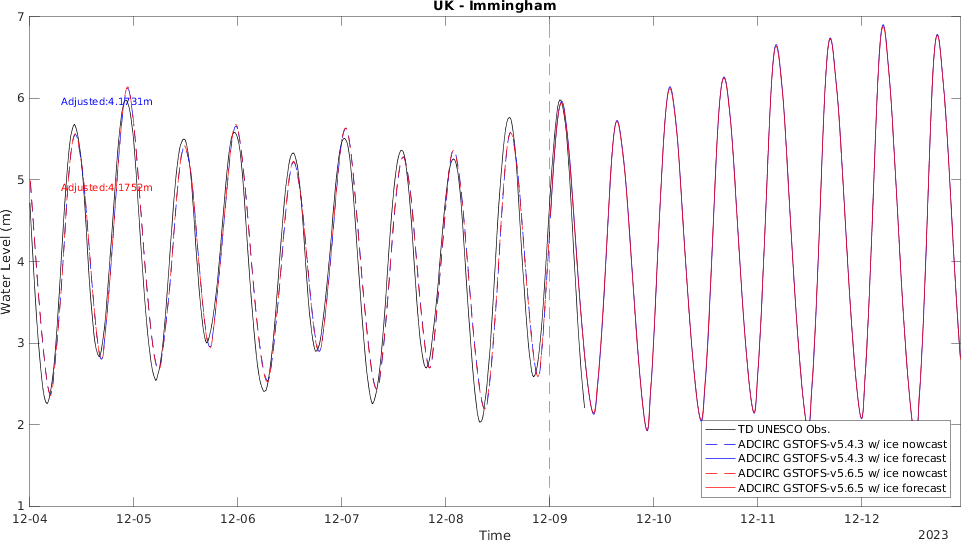 UK - Immingham
7
6
5
4
3
2
1
Water Level (m)
Adjusted:4.1731m
Adjusted:4.1752m
TD UNESCO Obs.
ADCIRC GSTOFS-v5.4.3 w/ ice nowcast
ADCIRC GSTOFS-v5.4.3 w/ ice forecast
ADCIRC GSTOFS-v5.6.5 w/ ice nowcast
ADCIRC GSTOFS-v5.6.5 w/ ice forecast
12-04 12-05 12-06 12-07 12-08 12-09 12-10 12-11 12-12
Time
2023